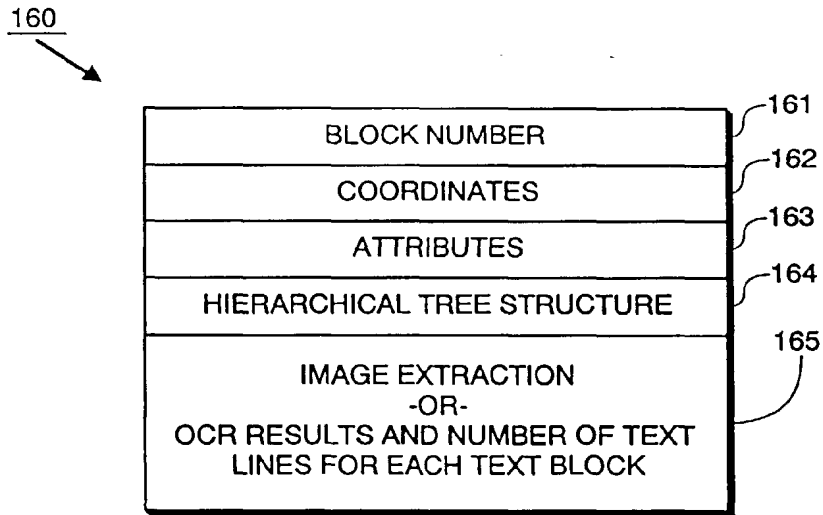 160
161
BLOCK NUMBER
162
COORDINATES
163
ATTRIBUTES
164
HIERARCHICAL TREE STRUCTURE
165
IMAGE EXTRACTION
-OR-
OCR RESULTS AND NUMBER OF TEXT
LINES FOR EACH TEXT BLOCK